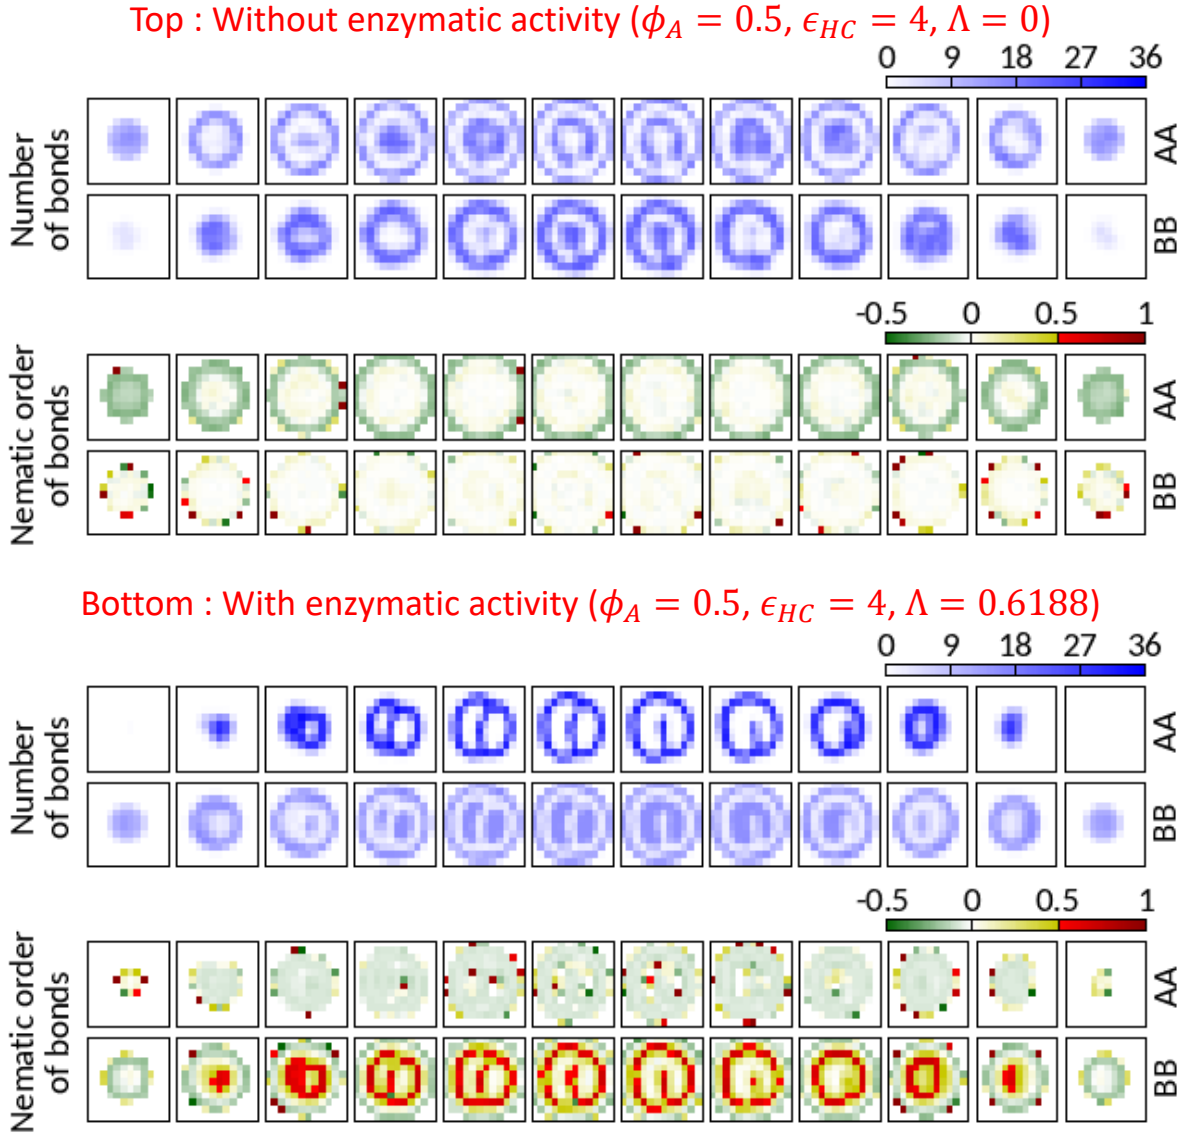 Top : Without enzymatic activity (ϕ_A = 0.5, ϵ_HC = 4, Λ = 0)
0 9 18 27 36
Number
of bonds
AA
BB
-0.5 0 0.5 1
Nematic order
of bonds
AA
BB
Bottom : With enzymatic activity (ϕ_A = 0.5, ϵ_HC = 4, Λ = 0.6188)
0 9 18 27 36
Number
of bonds
AA
BB
-0.5 0 0.5 1
Nematic order
of bonds
AA
BB